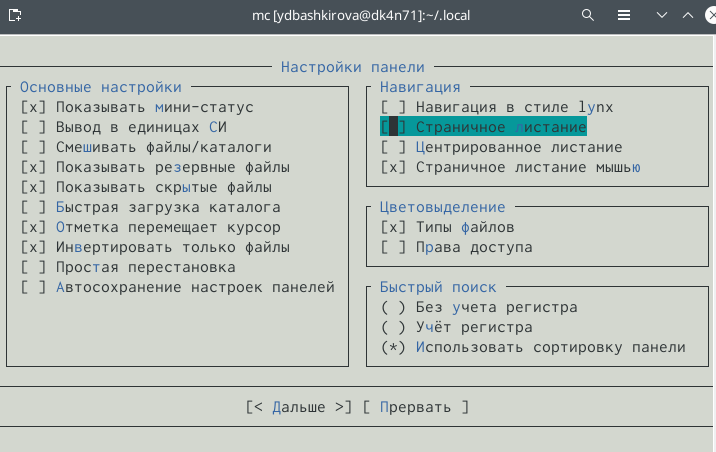 mc [ydbashkirova@dk4n71]:~/.local
Настройки панели
Основные настройки
[x] Показывать мини-статус
[ ] Вывод в единицах СИ
[ ] Смешивать файлы/каталоги
[x] Показывать резервные файлы
[x] Показывать скрытые файлы
[ ] Быстрая загрузка каталога
[x] Отметка перемещает курсор
[x] Инвертировать только файлы
[ ] Простая перестановка
[ ] Автосохранение настроек панелей
Навигация
[ ] Навигация в стиле lynx
[ ] Страничное листание
[ ] Центрированное листание
[x] Страничное листание мышью
Цветовыделение
[x] Типы файлов
[ ] Права доступа
Быстрый поиск
( ) Без учета регистра
( ) Учёт регистра
(*) Использовать сортировку панели
[< Дальше >] [ Прервать ]